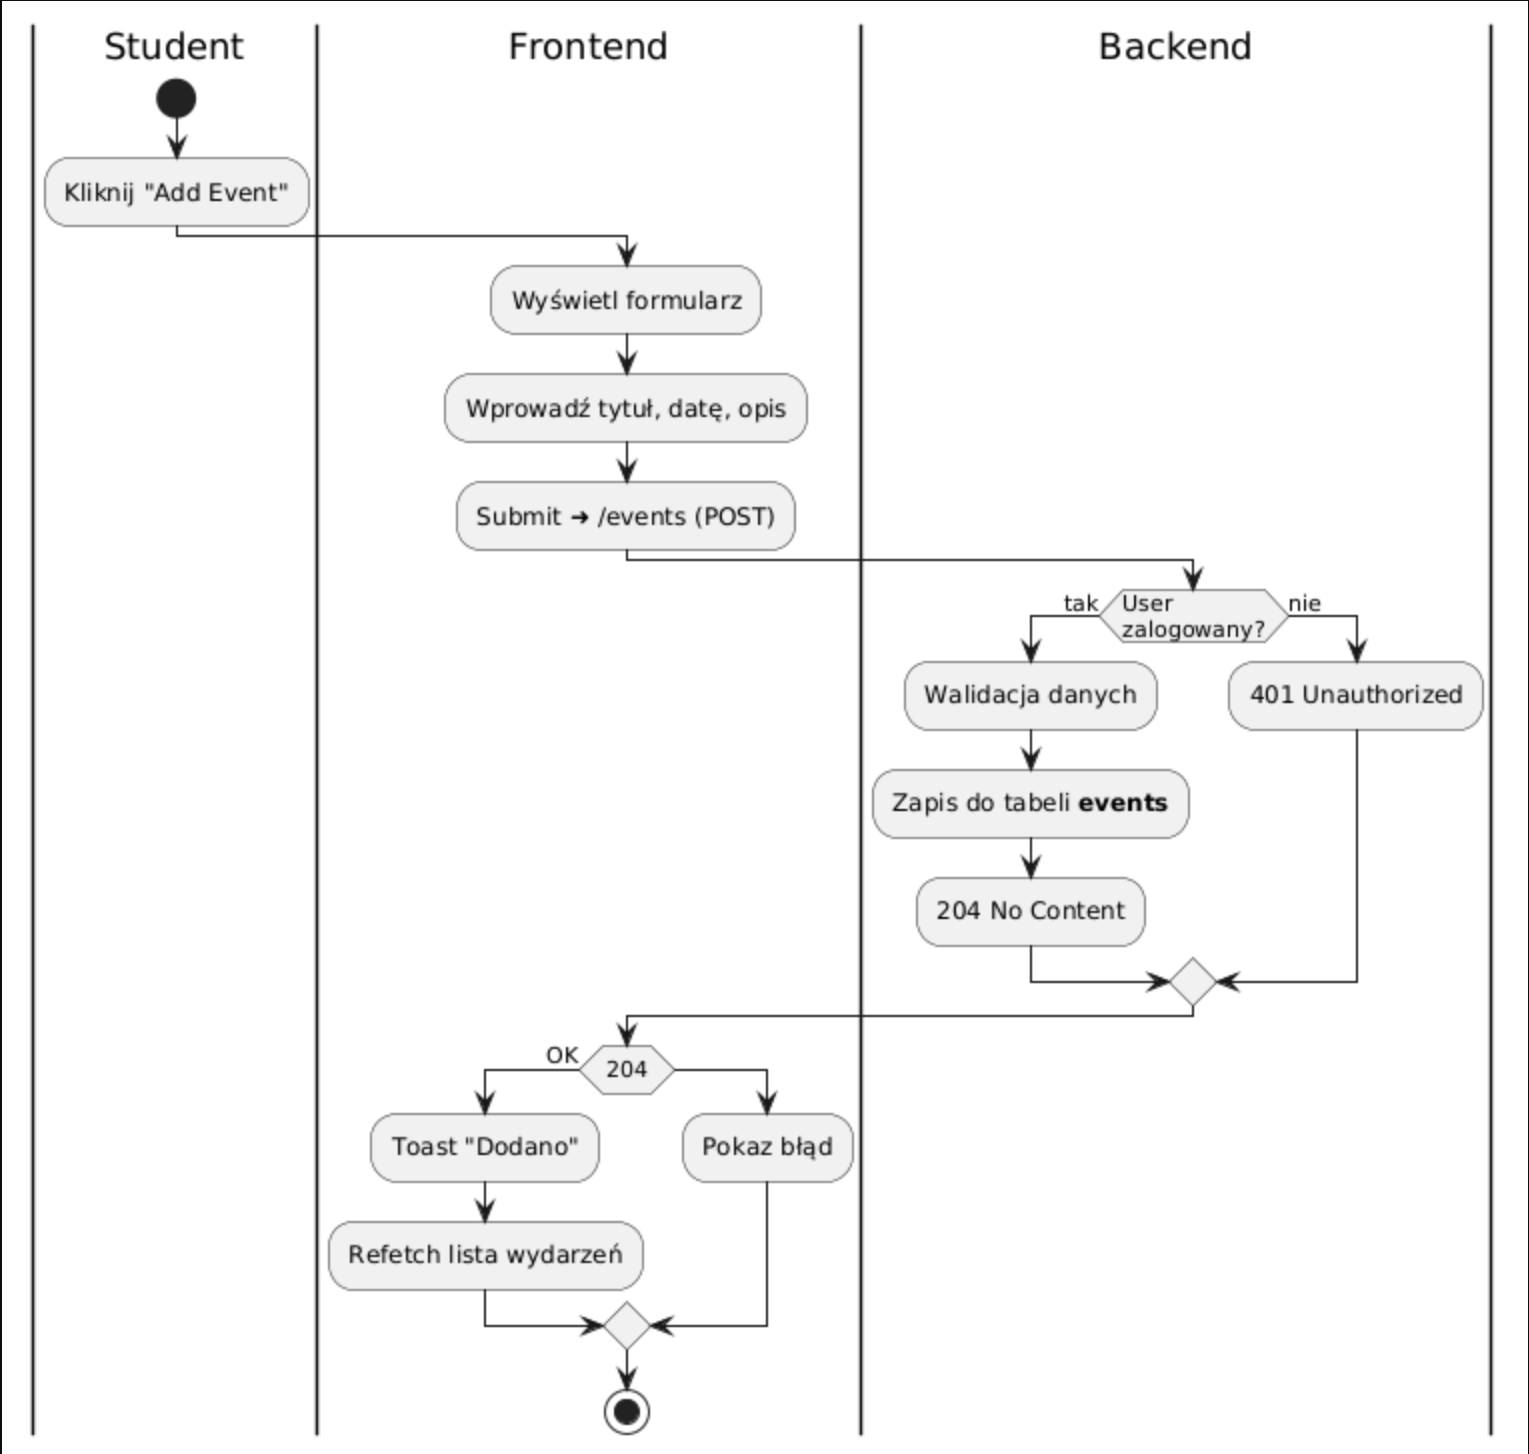 Student
Frontend
Backend
Kliknij "Add Event"
Wyświetl formularz
Wprowadź tytuł, datę, opis
Submit ➜ /events (POST)
tak
User
zalogowany?
nie
Walidacja danych
401 Unauthorized
Zapis do tabeli events
204 No Content
OK
204
Toast "Dodano"
Pokaz błąd
Refetch lista wydarzeń